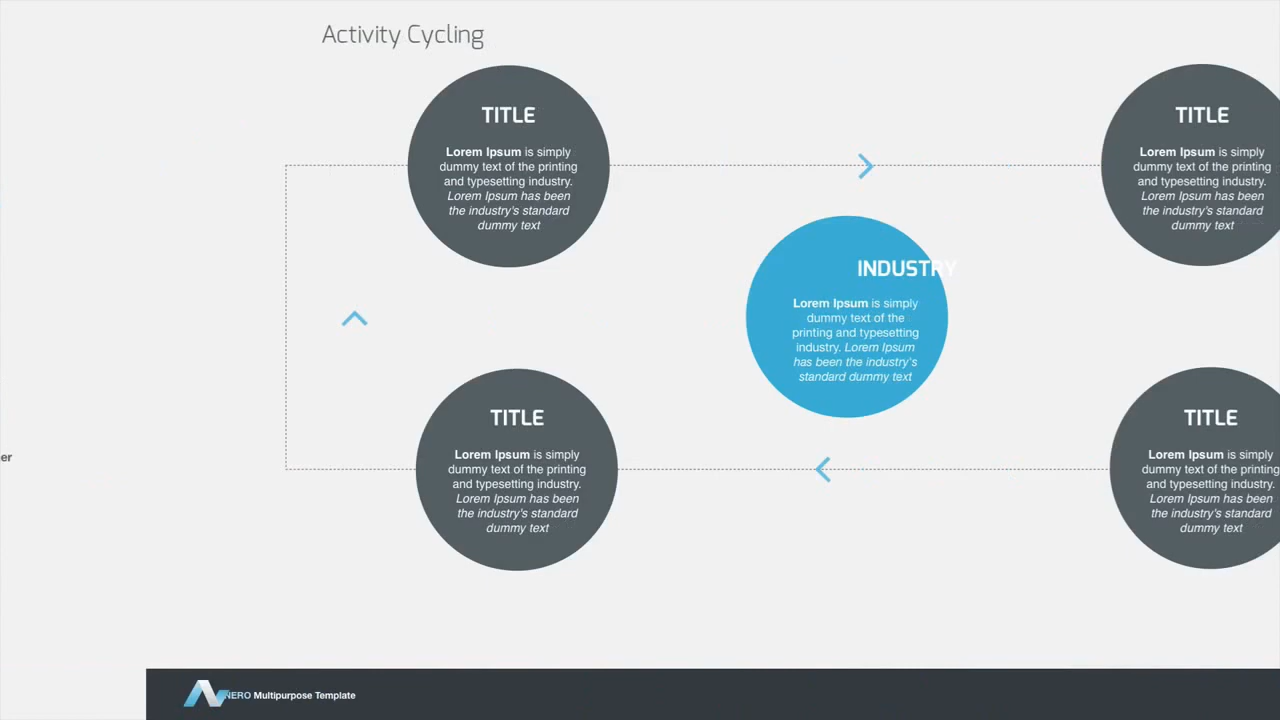 Activity Cycling
TITLE
Lorem Ipsum is simply
dummy text of the printing
and typesetting industry.
Lorem Ipsum has been
the industry's standard
dummy text
TITLE
Lorem Ipsum is simply
dummy text of the printing
and typesetting industry.
Lorem Ipsum has been
the industry's standard
dummy text
INDUSTRY
Lorem Ipsum is simply
dummy text of the
printing and typesetting
industry. Lorem Ipsum
has been the industry's
standard dummy text
TITLE
Lorem Ipsum is simply
dummy text of the printing
and typesetting industry.
Lorem Ipsum has been
the industry's standard
dummy text
TITLE
Lorem Ipsum is simply
dummy text of the printing
and typesetting industry.
Lorem Ipsum has been
the industry's standard
dummy text
er
NERO Multipurpose Template